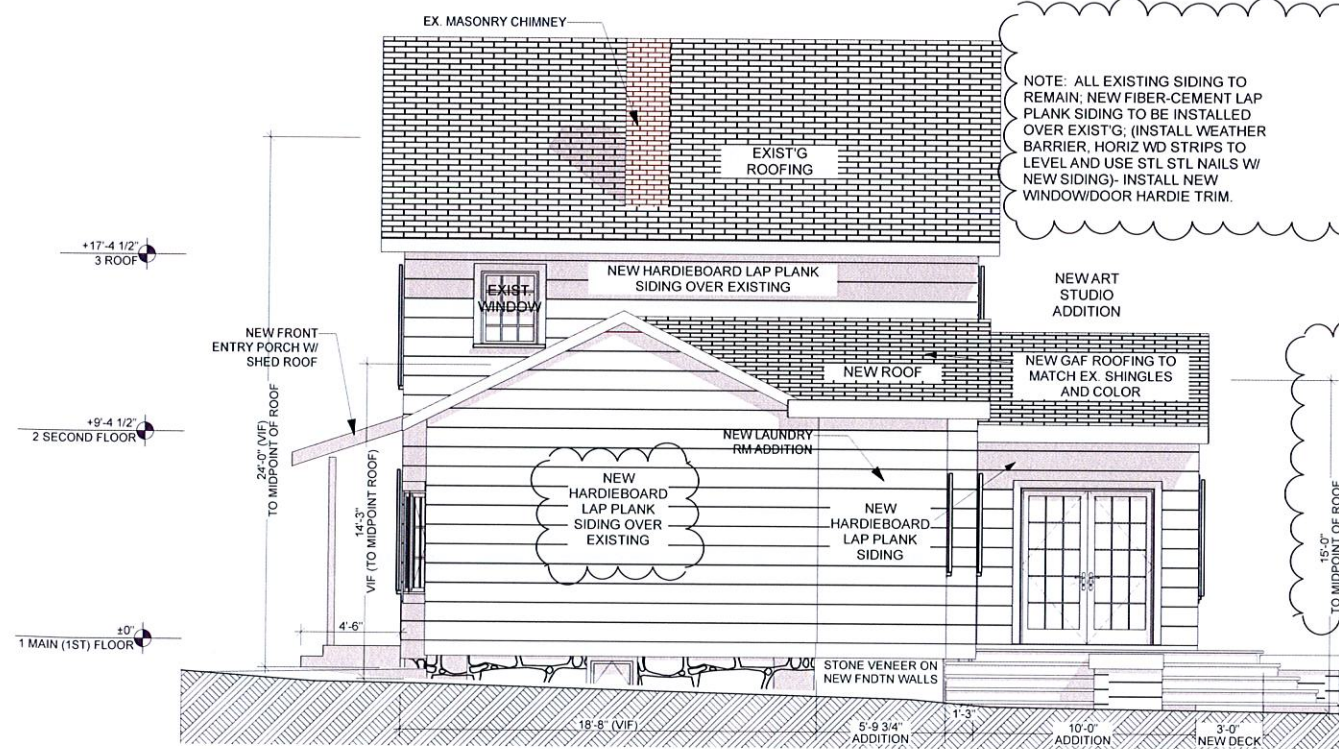 EX. MASONRY CHIMNEY
NOTE: ALL EXISTING SIDING TO
REMAIN; NEW FIBER-CEMENT LAP
PLANK SIDING TO BE INSTALLED
OVER EXIST'G; (INSTALL WEATHER
BARRIER, HORIZ WD STRIPS TO
LEVEL AND USE STL STL NAILS W/
NEW SIDING)- INSTALL NEW
WINDOW/DOOR HARDIE TRIM.
EXIST'G
ROOFING
+17'-4 1/2"
3 ROOF
NEW HARDIEBOARD LAP PLANK
SIDING OVER EXISTING
EXIST.
WINDOW
NEW ART
STUDIO
ADDITION
NEW FRONT
ENTRY PORCH W/
SHED ROOF
NEW ROOF
NEW GAF ROOFING TO
MATCH EX. SHINGLES
AND COLOR
+9'-4 1/2"
2 SECOND FLOOR
24'-0" (VIF)
TO MIDPOINT OF ROOF
14'-3"
VIF (TO MIDPOINT ROOF)
NEW LAUNDRY
RM ADDITION
NEW
HARDIEBOARD
LAP PLANK
SIDING OVER
EXISTING
NEW
HARDIEBOARD
LAP PLANK
SIDING
15'-0"
TO MIDPOINT OF ROOF
±0"
1 MAIN (1ST) FLOOR
4'-6"
STONE VENEER ON
NEW FNDTN WALLS
18'-8" (VIF)
5'-9 3/4"
ADDITION
1'-3"
10'-0"
ADDITION
3'-0"
NEW DECK